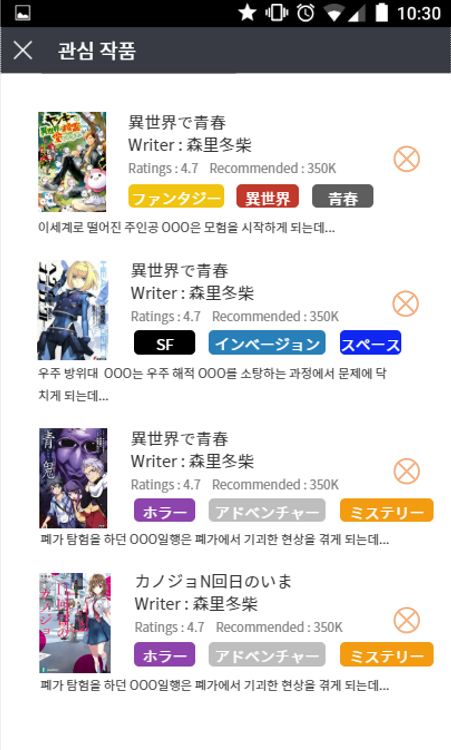 10:30
관심 작품
異世界で青春
Writer : 森里冬柴
Ratings : 4.7 Recommended : 350K
ファンタジー 異世界 青春
이세계로 떨어진 주인공 OOO은 모험을 시작하게 되는데...
異世界で青春
Writer : 森里冬柴
Ratings : 4.7 Recommended : 350K
SF インベージョン スペース
우주 방위대 OOO는 우주 해적 OOO를 소탕하는 과정에서 문제에 닥
치게 되는데...
青鬼
異世界で青春
Writer : 森里冬柴
Ratings : 4.7 Recommended : 350K
ホラー アドベンチャー ミステリー
폐가 탐험을 하던 OOO일행은 폐가에서 기괴한 현상을 겪게 되는데...
カノジョN回日のいま
Writer : 森里冬柴
Ratings : 4.7 Recommended : 350K
ホラー アドベンチャー ミステリー
폐가 탐험을 하던 OOO일행은 폐가에서 기괴한 현상을 겪게 되는데...